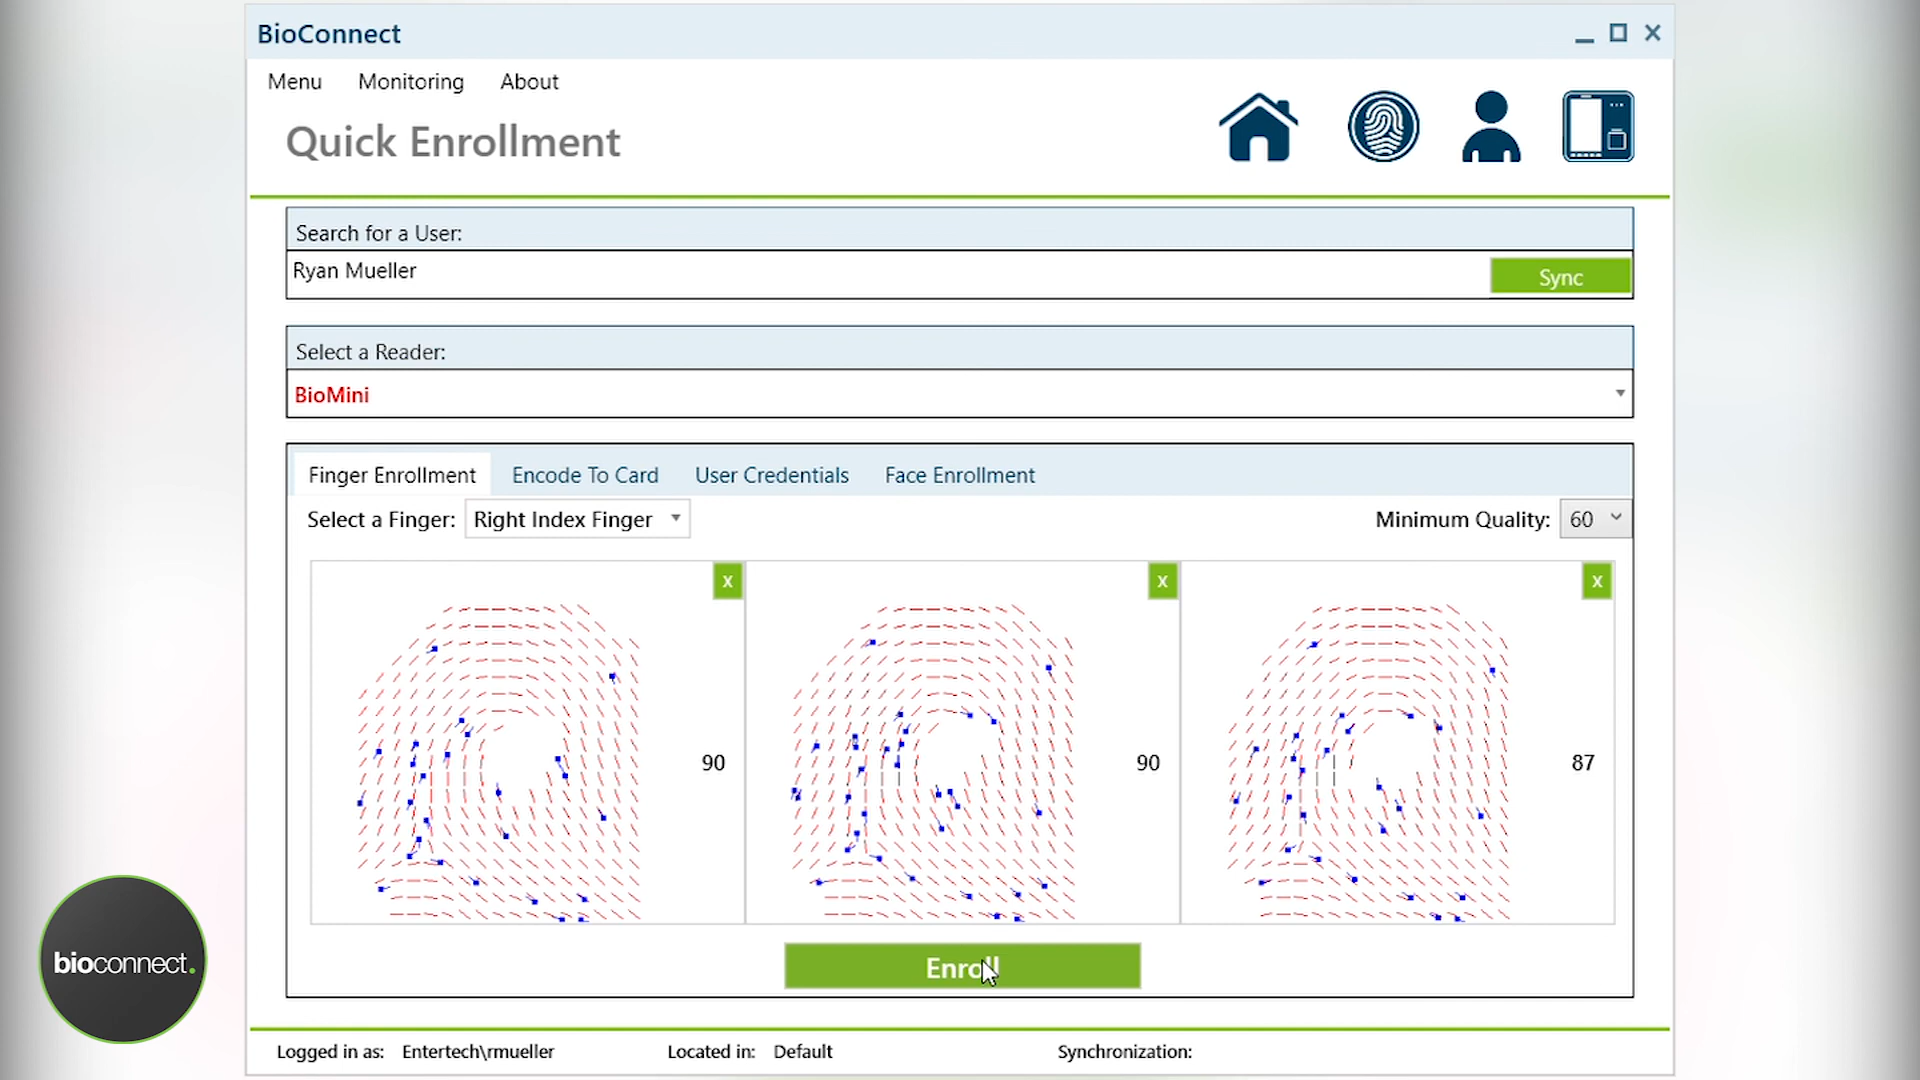 BioConnect
Menu Monitoring About
Quick Enrollment
Search for a User:
Ryan Mueller
Sync
Select a Reader:
BioMini
Finger Enrollment Encode To Card User Credentials Face Enrollment
Select a Finger: Right Index Finger Minimum Quality: 60
x x x
90 90 87
Enroll
bioconnect.
Logged in as: Entertech\rmueller Located in: Default Synchronization: